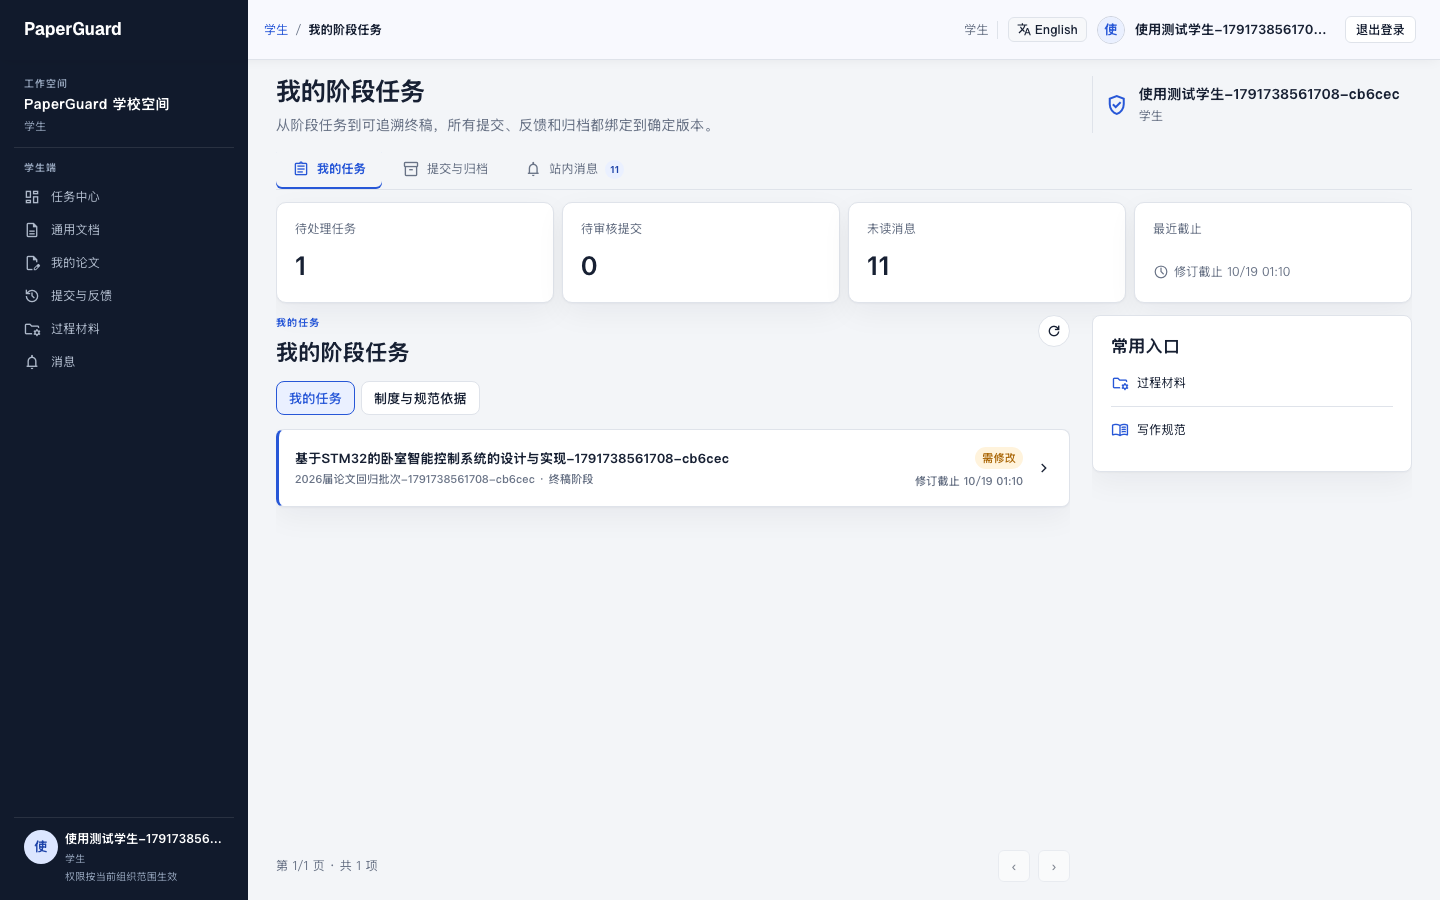 PaperGuard
工作空间
PaperGuard 学校空间
学生
学生端
任务中心
通用文档
我的论文
提交与反馈
过程材料
消息
使
使用测试学生-179173856...
学生
权限按当前组织范围生效
学生 / 我的阶段任务
学生
English
使
使用测试学生-179173856170...
退出登录
我的阶段任务
从阶段任务到可追溯终稿，所有提交、反馈和归档都绑定到确定版本。
使用测试学生-1791738561708-cb6cec
学生
我的任务
提交与归档
站内消息 11
待处理任务
1
待审核提交
0
未读消息
11
最近截止
修订截止 10/19 01:10
我的任务
我的阶段任务
我的任务
制度与规范依据
基于STM32的卧室智能控制系统的设计与实现-1791738561708-cb6cec
2026届论文回归批次-1791738561708-cb6cec · 终稿阶段
需修改
修订截止 10/19 01:10
常用入口
过程材料
写作规范
第 1/1 页 · 共 1 项